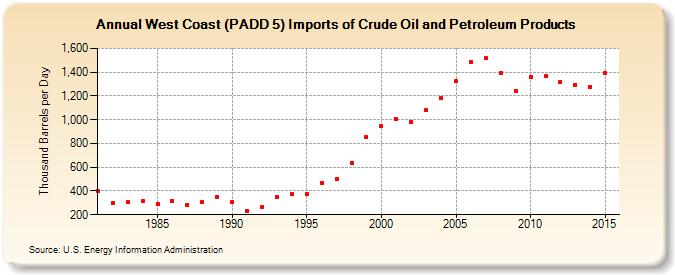 Annual West Coast (PADD 5) Imports of Crude Oil and Petroleum Products
Thousand Barrels per Day
1,600
1,400
1,200
1,000
800
600
400
200
1985 1990 1995 2000 2005 2010 2015
Source: U.S. Energy Information Administration